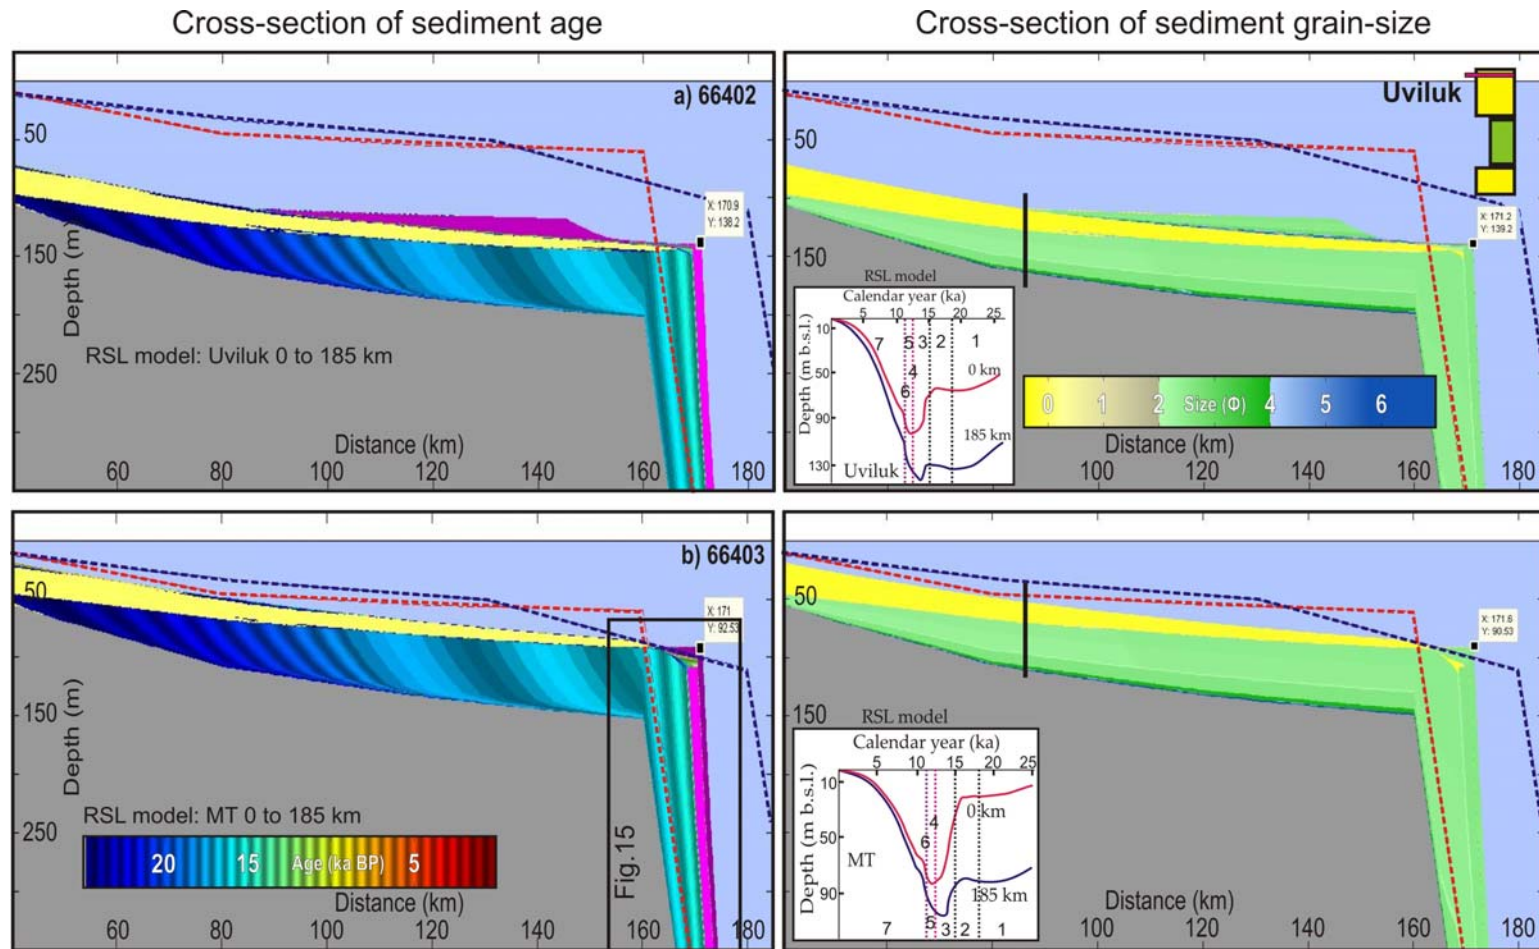 Cross-section of sediment age
Cross-section of sediment grain-size
a) 66402
Uviluk
50
150
250
Depth (m)
X: 170.9
Y: 138.2
RSL model: Uviluk 0 to 185 km
Distance (km)
60
80
100
120
140
160
180
50
150
X: 171.2
Y: 139.2
RSL model
Calendar year (ka)
5
10
15
20
25
10
50
90
130
Depth (m b.s.l.)
7
5
3
2
1
4
6
0 km
185 km
Uviluk
0
1
2
Size (Φ)
4
5
6
Distance (km)
100
120
140
160
180
b) 66403
50
150
250
Depth (m)
X: 171
Y: 92.53
RSL model: MT 0 to 185 km
20
15
Age (ka BP)
5
Fig.15
Distance (km)
60
80
100
120
140
160
180
50
150
X: 171.6
Y: 90.53
RSL model
Calendar year (ka)
5
10
15
20
25
10
50
90
Depth (m b.s.l.)
4
6
0 km
MT
185 km
7
5
3
2
1
Distance (km)
100
120
140
160
180